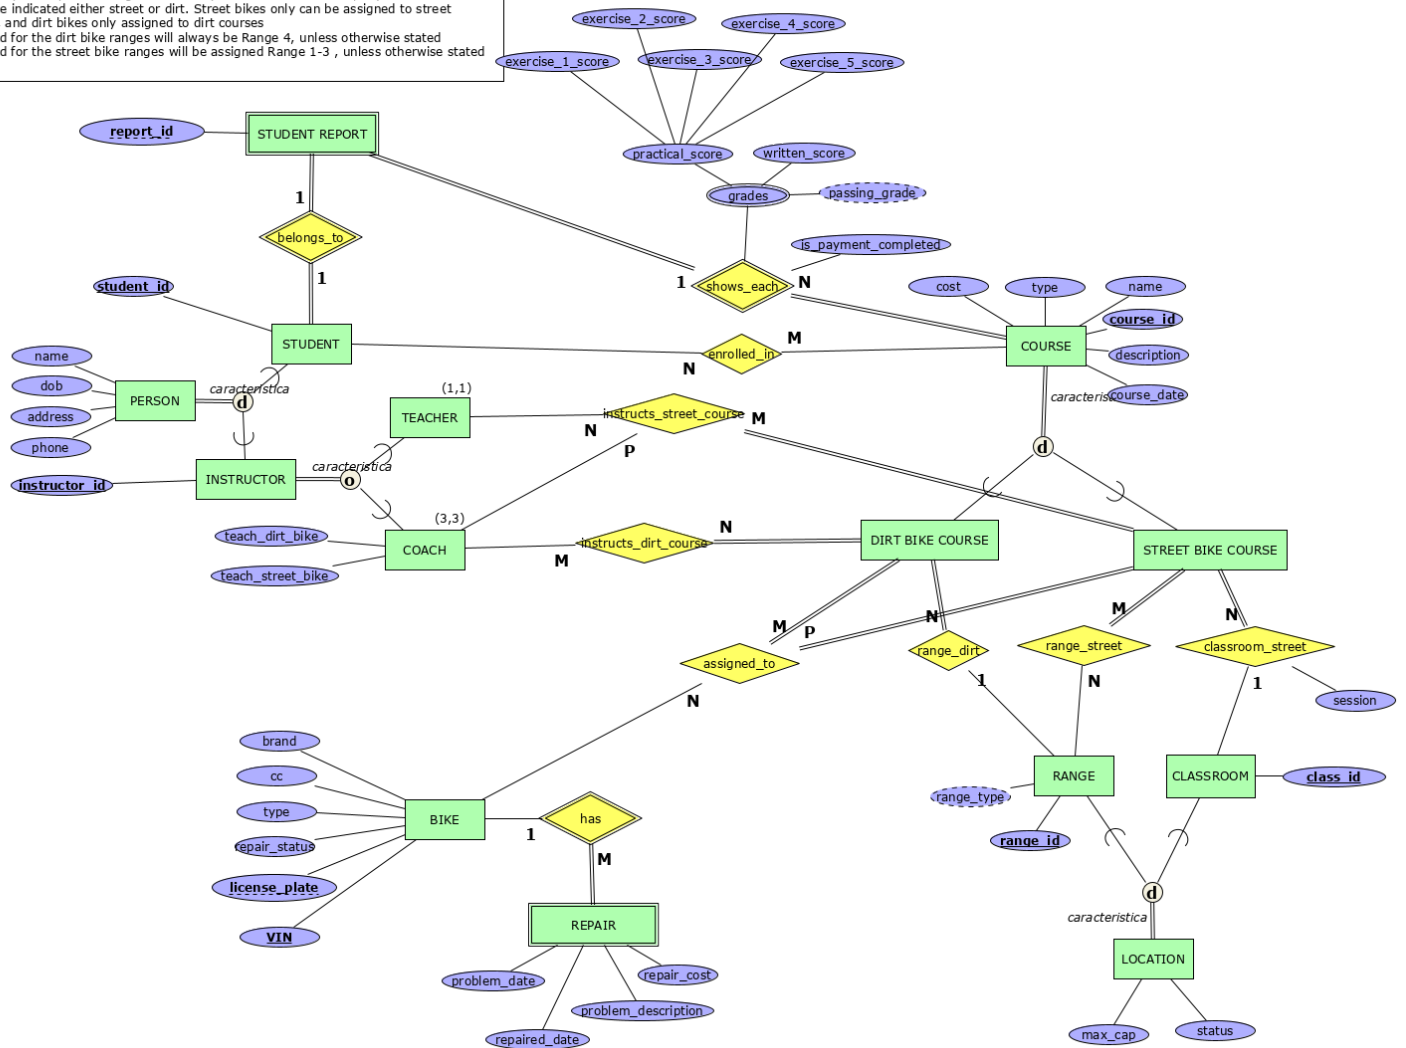 e indicated either street or dirt. Street bikes only can be assigned to street
and dirt bikes only assigned to dirt courses
d for the dirt bike ranges will always be Range 4, unless otherwise stated
d for the street bike ranges will be assigned Range 1-3 , unless otherwise stated
exercise_2_score
exercise_4_score
exercise_1_score
exercise_3_score
exercise_5_score
report_id
STUDENT REPORT
practical_score
written_score
grades
passing_grade
1
belongs_to
1
is_payment_completed
1
shows_each
N
student_id
cost
type
name
course_id
STUDENT
enrolled_in
N
M
COURSE
description
course_date
caracteristica
name
dob
address
phone
PERSON
caracteristica
d
(1,1)
TEACHER
N
instructs_street_course
M
P
d
instructor_id
INSTRUCTOR
caracteristica
o
(3,3)
COACH
teach_dirt_bike
teach_street_bike
M
instructs_dirt_course
N
DIRT BIKE COURSE
STREET BIKE COURSE
M
P
assigned_to
N
N
range_dirt
1
M
range_street
N
N
classroom_street
1
session
brand
cc
type
repair_status
license_plate
VIN
BIKE
1
has
M
REPAIR
problem_date
repaired_date
problem_description
repair_cost
RANGE
range_type
range_id
CLASSROOM
class_id
d
caracteristica
LOCATION
max_cap
status